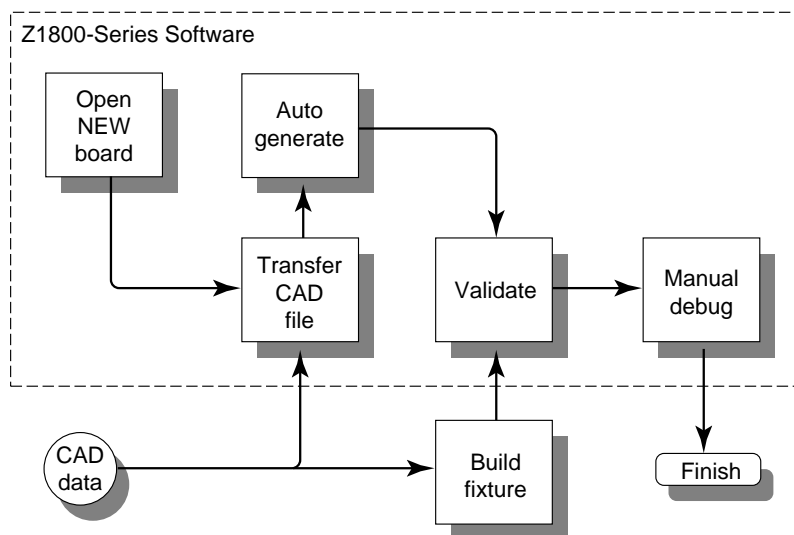 Z1800-Series Software
Open
NEW
board
Auto
generate
Transfer
CAD
file
Validate
Manual
debug
CAD
data
Build
fixture
Finish